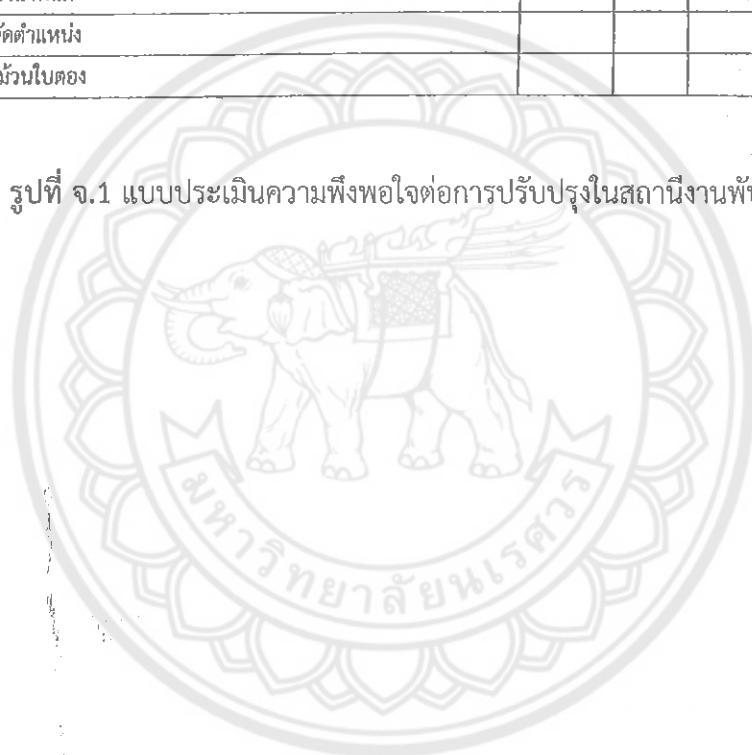 ัดตำแหน่ง
ม้วนใบตอง
รูปที่ จ.1 แบบประเมินความพึงพอใจต่อการปรับปรุงในสถานีงานพั
มหาวิทยาลัยนเรศวร